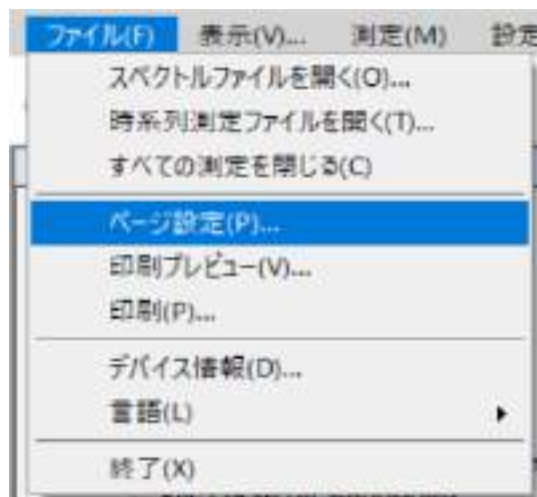 ファイル(F) 表示(V)... 測定(M) 設定
スペクトルファイルを開く(O)...
時系列測定ファイルを開く(T)...
すべての測定を閉じる(C)
ページ設定(P)...
印刷プレビュー(V)...
印刷(P)...
デバイス情報(D)...
言語(L)
終了(X)